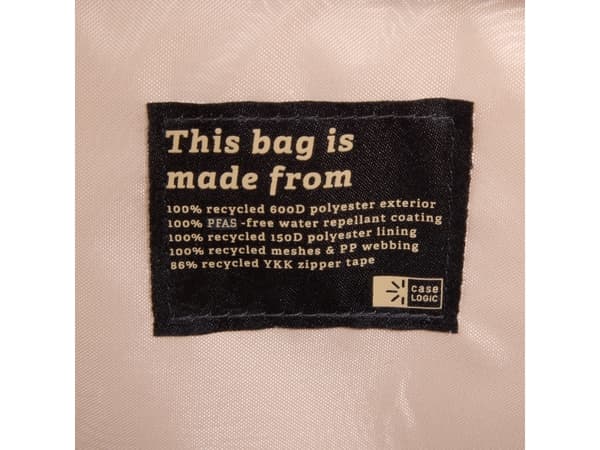 This bag is
made from
100% recycled 600D polyester exterior
100% PFAS -free water repellant coating
100% recycled 150D polyester lining
100% recycled meshes & PP webbing
86% recycled YKK zipper tape
case
LOGIC